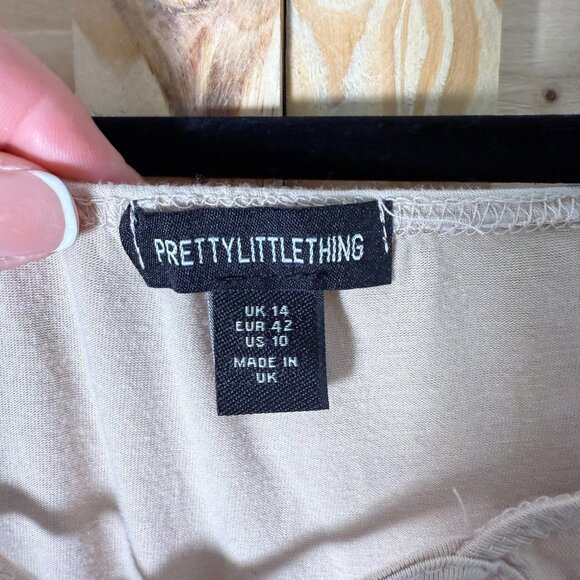 PRETTYLITTLETHING
UK 14
EUR 42
US 10
MADE IN
UK